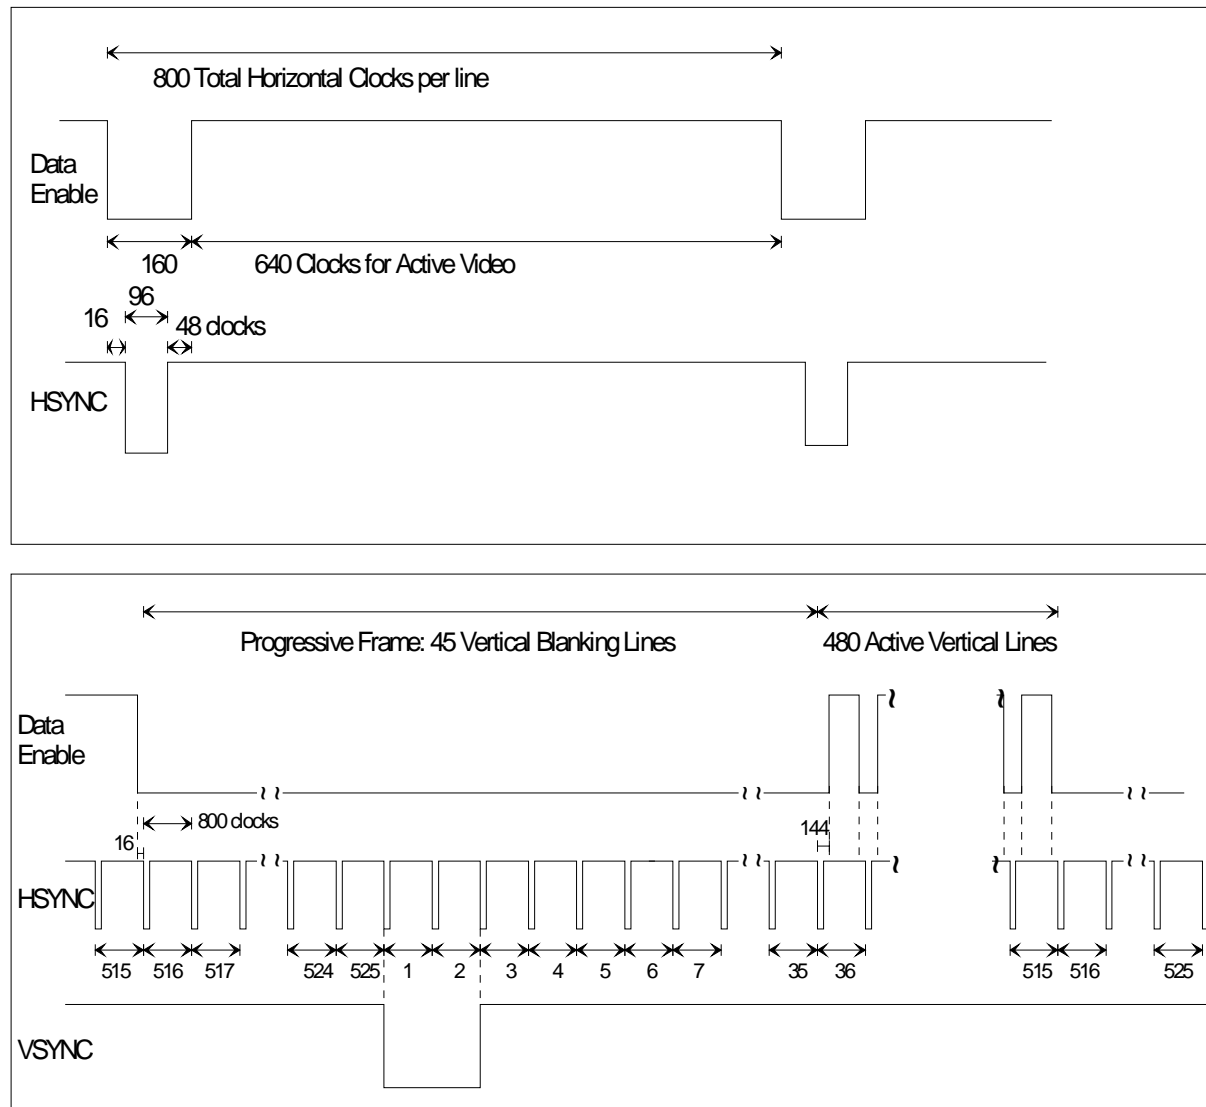 800 Total Horizontal Clocks per line
Data
Enable
160
640 Clocks for Active Video
96
16
48 clocks
HSYNC
Progressive Frame: 45 Vertical Blanking Lines
480 Active Vertical Lines
Data
Enable
800 clocks
16
144
HSYNC
515
516
517
524
525
1
2
3
4
5
6
7
35
36
515
516
525
VSYNC